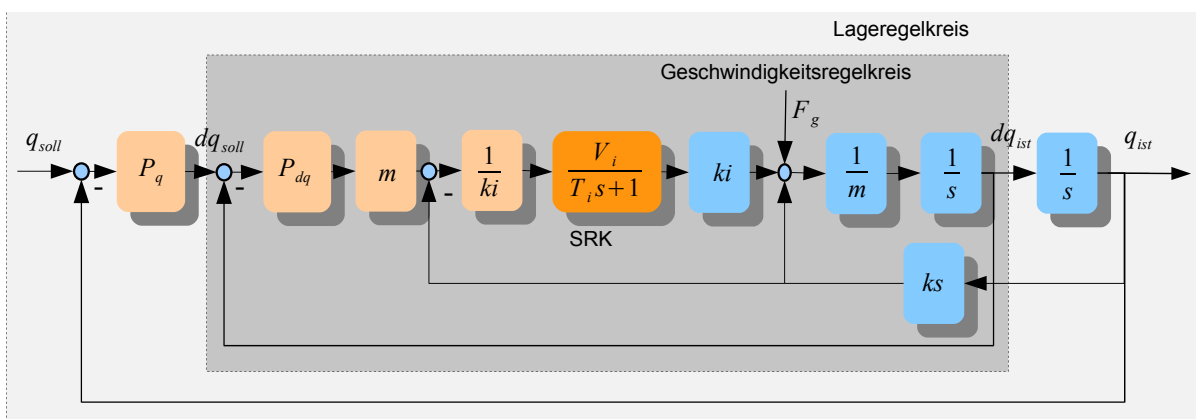 Lageregelkreis
Geschwindigkeitsregelkreis
q_soll
-
P_q
dq_soll
-
P_dq
m
-
1/ki
V_i/(T_i s+1)
SRK
ki
F_g
1/m
1/s
dq_ist
1/s
q_ist
ks